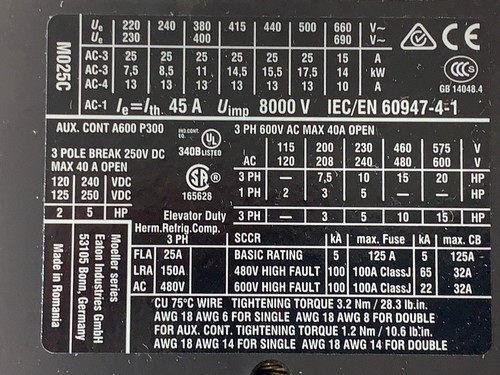 M025C
Ue 220 240 380 415 440 500 660 V~
Ue 230 400 690 V~
AC-3 25 25 25 25 25 25 15 A
AC-3 7,5 8,5 11 14,5 15,5 17,5 14 kW
AC-4 13 13 13 13 13 13 10 A
AC-1 Ie=Ith 45 A Uimp 8000 V IEC/EN 60947-4-1
CE
CCC
GB 14048.4
AUX. CONT A600 P300
3 POLE BREAK 250V DC
MAX 40 A OPEN
120 240 VDC
125 250 VDC
2 5 HP
IND.CONT. EQ.
UL
340B LISTED
SA
165628
3 PH 600V AC MAX 40A OPEN
115 200 230 460 575 V
AC 120 208 240 480 600 V
3 PH — 7,5 10 15 20 HP
1 PH 2 3 5 — — HP
Elevator Duty
3 PH — 3 5 10 15 HP
Herm.Refrig.Comp.
3 PH
FLA 25A
LRA 150A
AC 480V
SCCR kA max. Fuse kA max. CB
BASIC RATING 5 125 A 5 125A
480V HIGH FAULT 100 100A ClassJ 65 32A
600V HIGH FAULT 100 100A ClassJ 22 32A
Moeller series
Eaton Industries GmbH
53105 Bonn, Germany
Made in Romania
CU 75°C WIRE TIGHTENING TORQUE 3.2 Nm / 28.3 lb.in.
AWG 18 AWG 6 FOR SINGLE / AWG 18 AWG 8 FOR DOUBLE
FOR AUX. CONT. TIGHTENING TORQUE 1.2 Nm / 10.6 lb.in.
AWG 18 AWG 14 FOR SINGLE / AWG 18 AWG 14 FOR DOUBLE